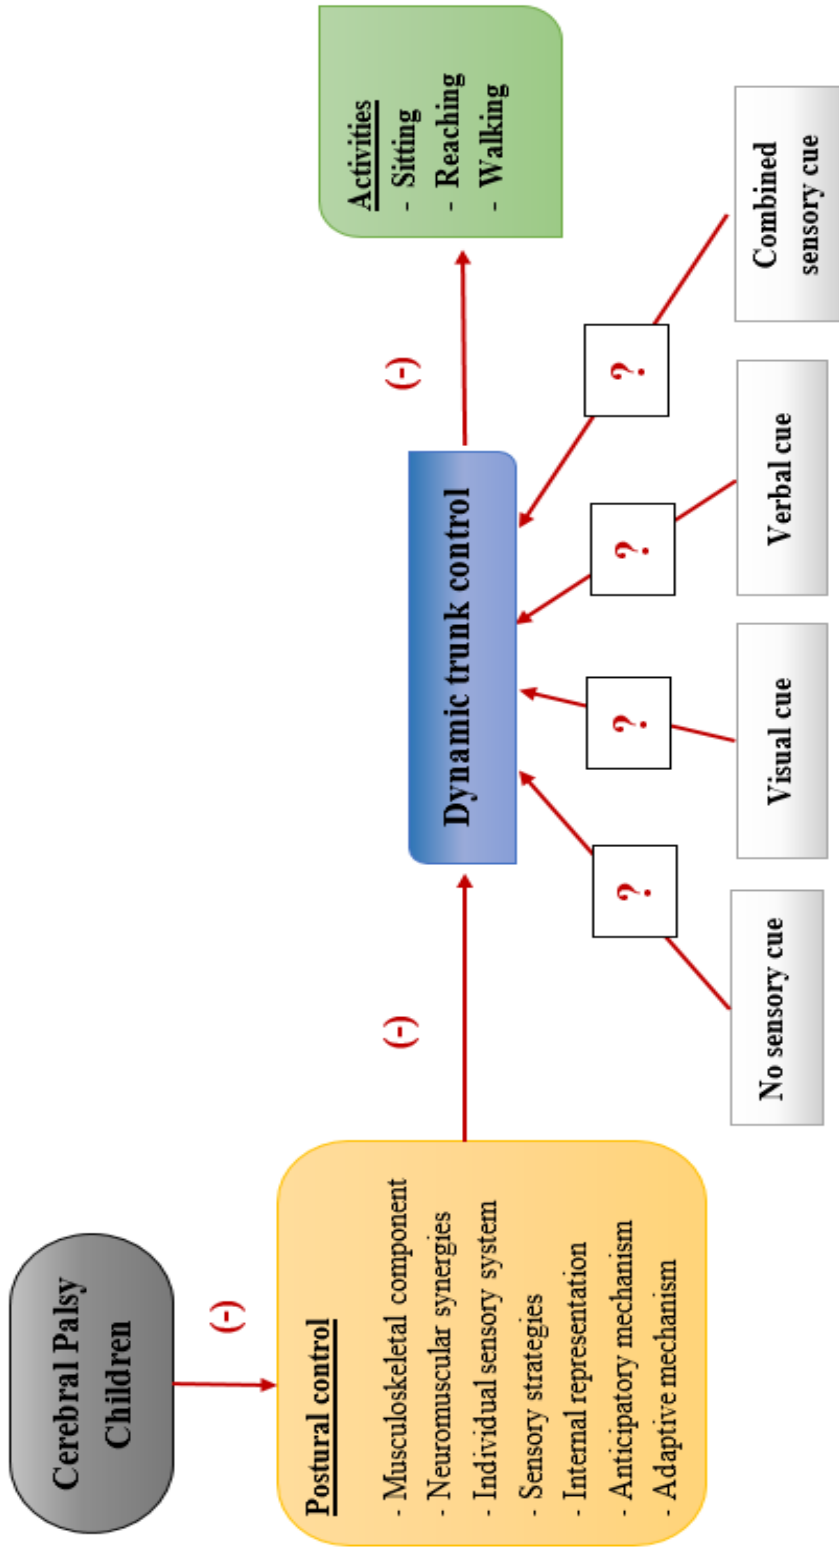 Cerebral Palsy
Children
(-)
Postural control
- Musculoskeletal component
- Neuromuscular synergies
- Individual sensory system
- Sensory strategies
- Internal representation
- Anticipatory mechanism
- Adaptive mechanism
(-)
Dynamic trunk control
(-)
Activities
- Sitting
- Reaching
- Walking
?
?
?
?
No sensory cue
Visual cue
Verbal cue
Combined
sensory cue